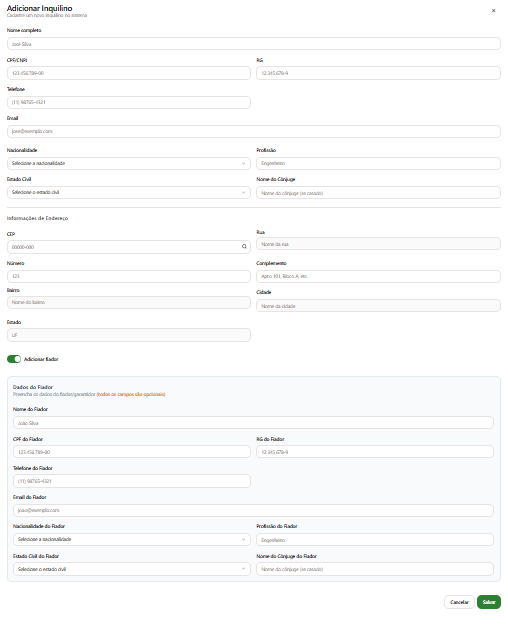 Adicionar Inquilino
Cadastre um novo inquilino no sistema
Nome completo
José Silva
CPF/CNPJ
RG
123.456.789-00
12.345.678-9
Telefone
(11) 98765-4321
Email
jose@exemplo.com
Nacionalidade
Profissão
Selecione a nacionalidade
Engenheiro
Estado Civil
Nome do Cônjuge
Selecione o estado civil
Nome do cônjuge (se casado)
Informações de Endereço
CEP
Rua
00000-000
Nome da rua
Número
Complemento
123
Apto 101, Bloco A, etc
Bairro
Cidade
Nome do bairro
Nome da cidade
Estado
UF
Adicionar fiador
Dados do Fiador
Preencha os dados do fiador/garantidor (todos os campos são opcionais)
Nome do Fiador
João Silva
CPF do Fiador
RG do Fiador
123.456.789-00
12.345.678-9
Telefone do Fiador
(11) 98765-4321
Email do Fiador
joao@exemplo.com
Nacionalidade do Fiador
Profissão do Fiador
Selecione a nacionalidade
Engenheiro
Estado Civil do Fiador
Nome do Cônjuge do Fiador
Selecione o estado civil
Nome do cônjuge (se casado)
Cancelar
Salvar